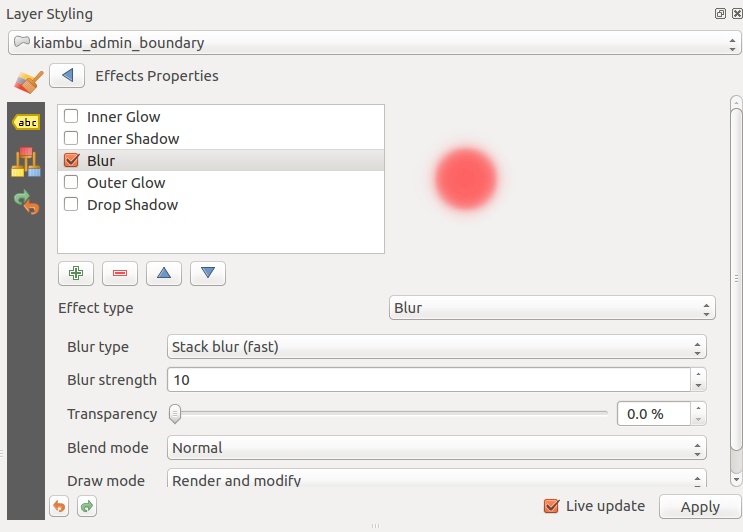 Layer Styling
kiambu_admin_boundary
Effects Properties
abc
Inner Glow
Inner Shadow
Blur
Outer Glow
Drop Shadow
Effect type Blur
Blur type Stack blur (fast)
Blur strength 10
Transparency 0.0 %
Blend mode Normal
Draw mode Render and modify
Live update Apply